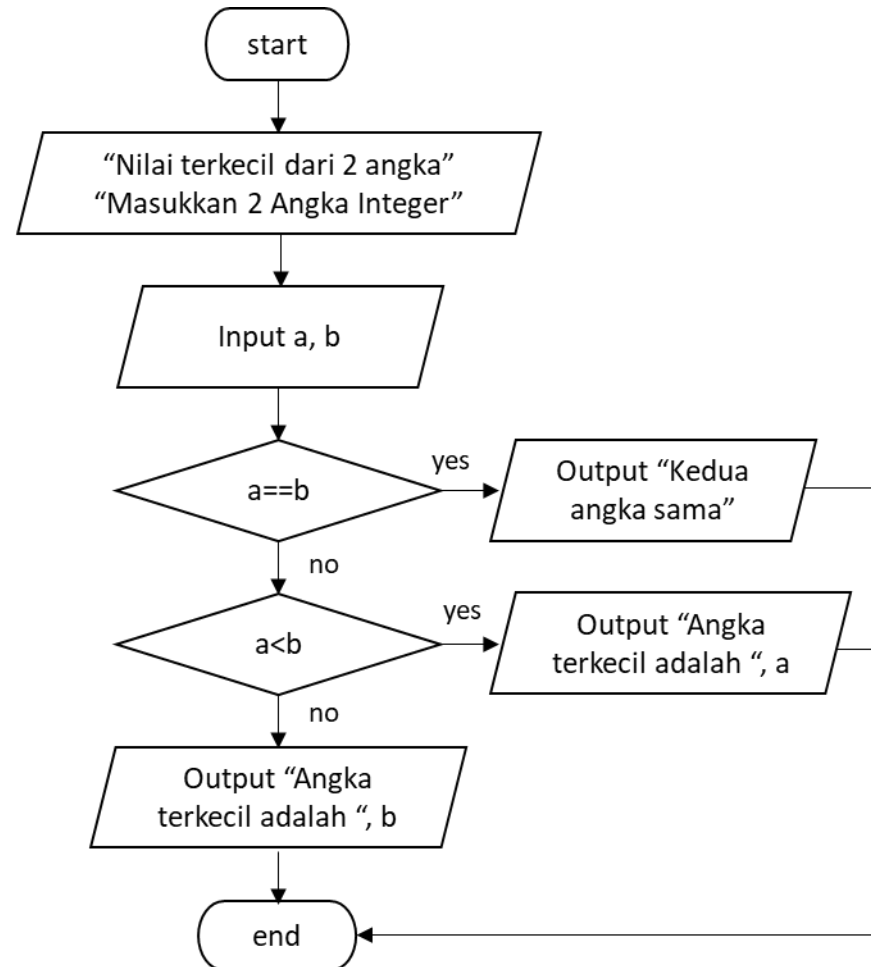 start
“Nilai terkecil dari 2 angka”
“Masukkan 2 Angka Integer”
Input a, b
a==b
yes
Output “Kedua
angka sama”
no
a<b
yes
Output “Angka
terkecil adalah “, a
no
Output “Angka
terkecil adalah “, b
end